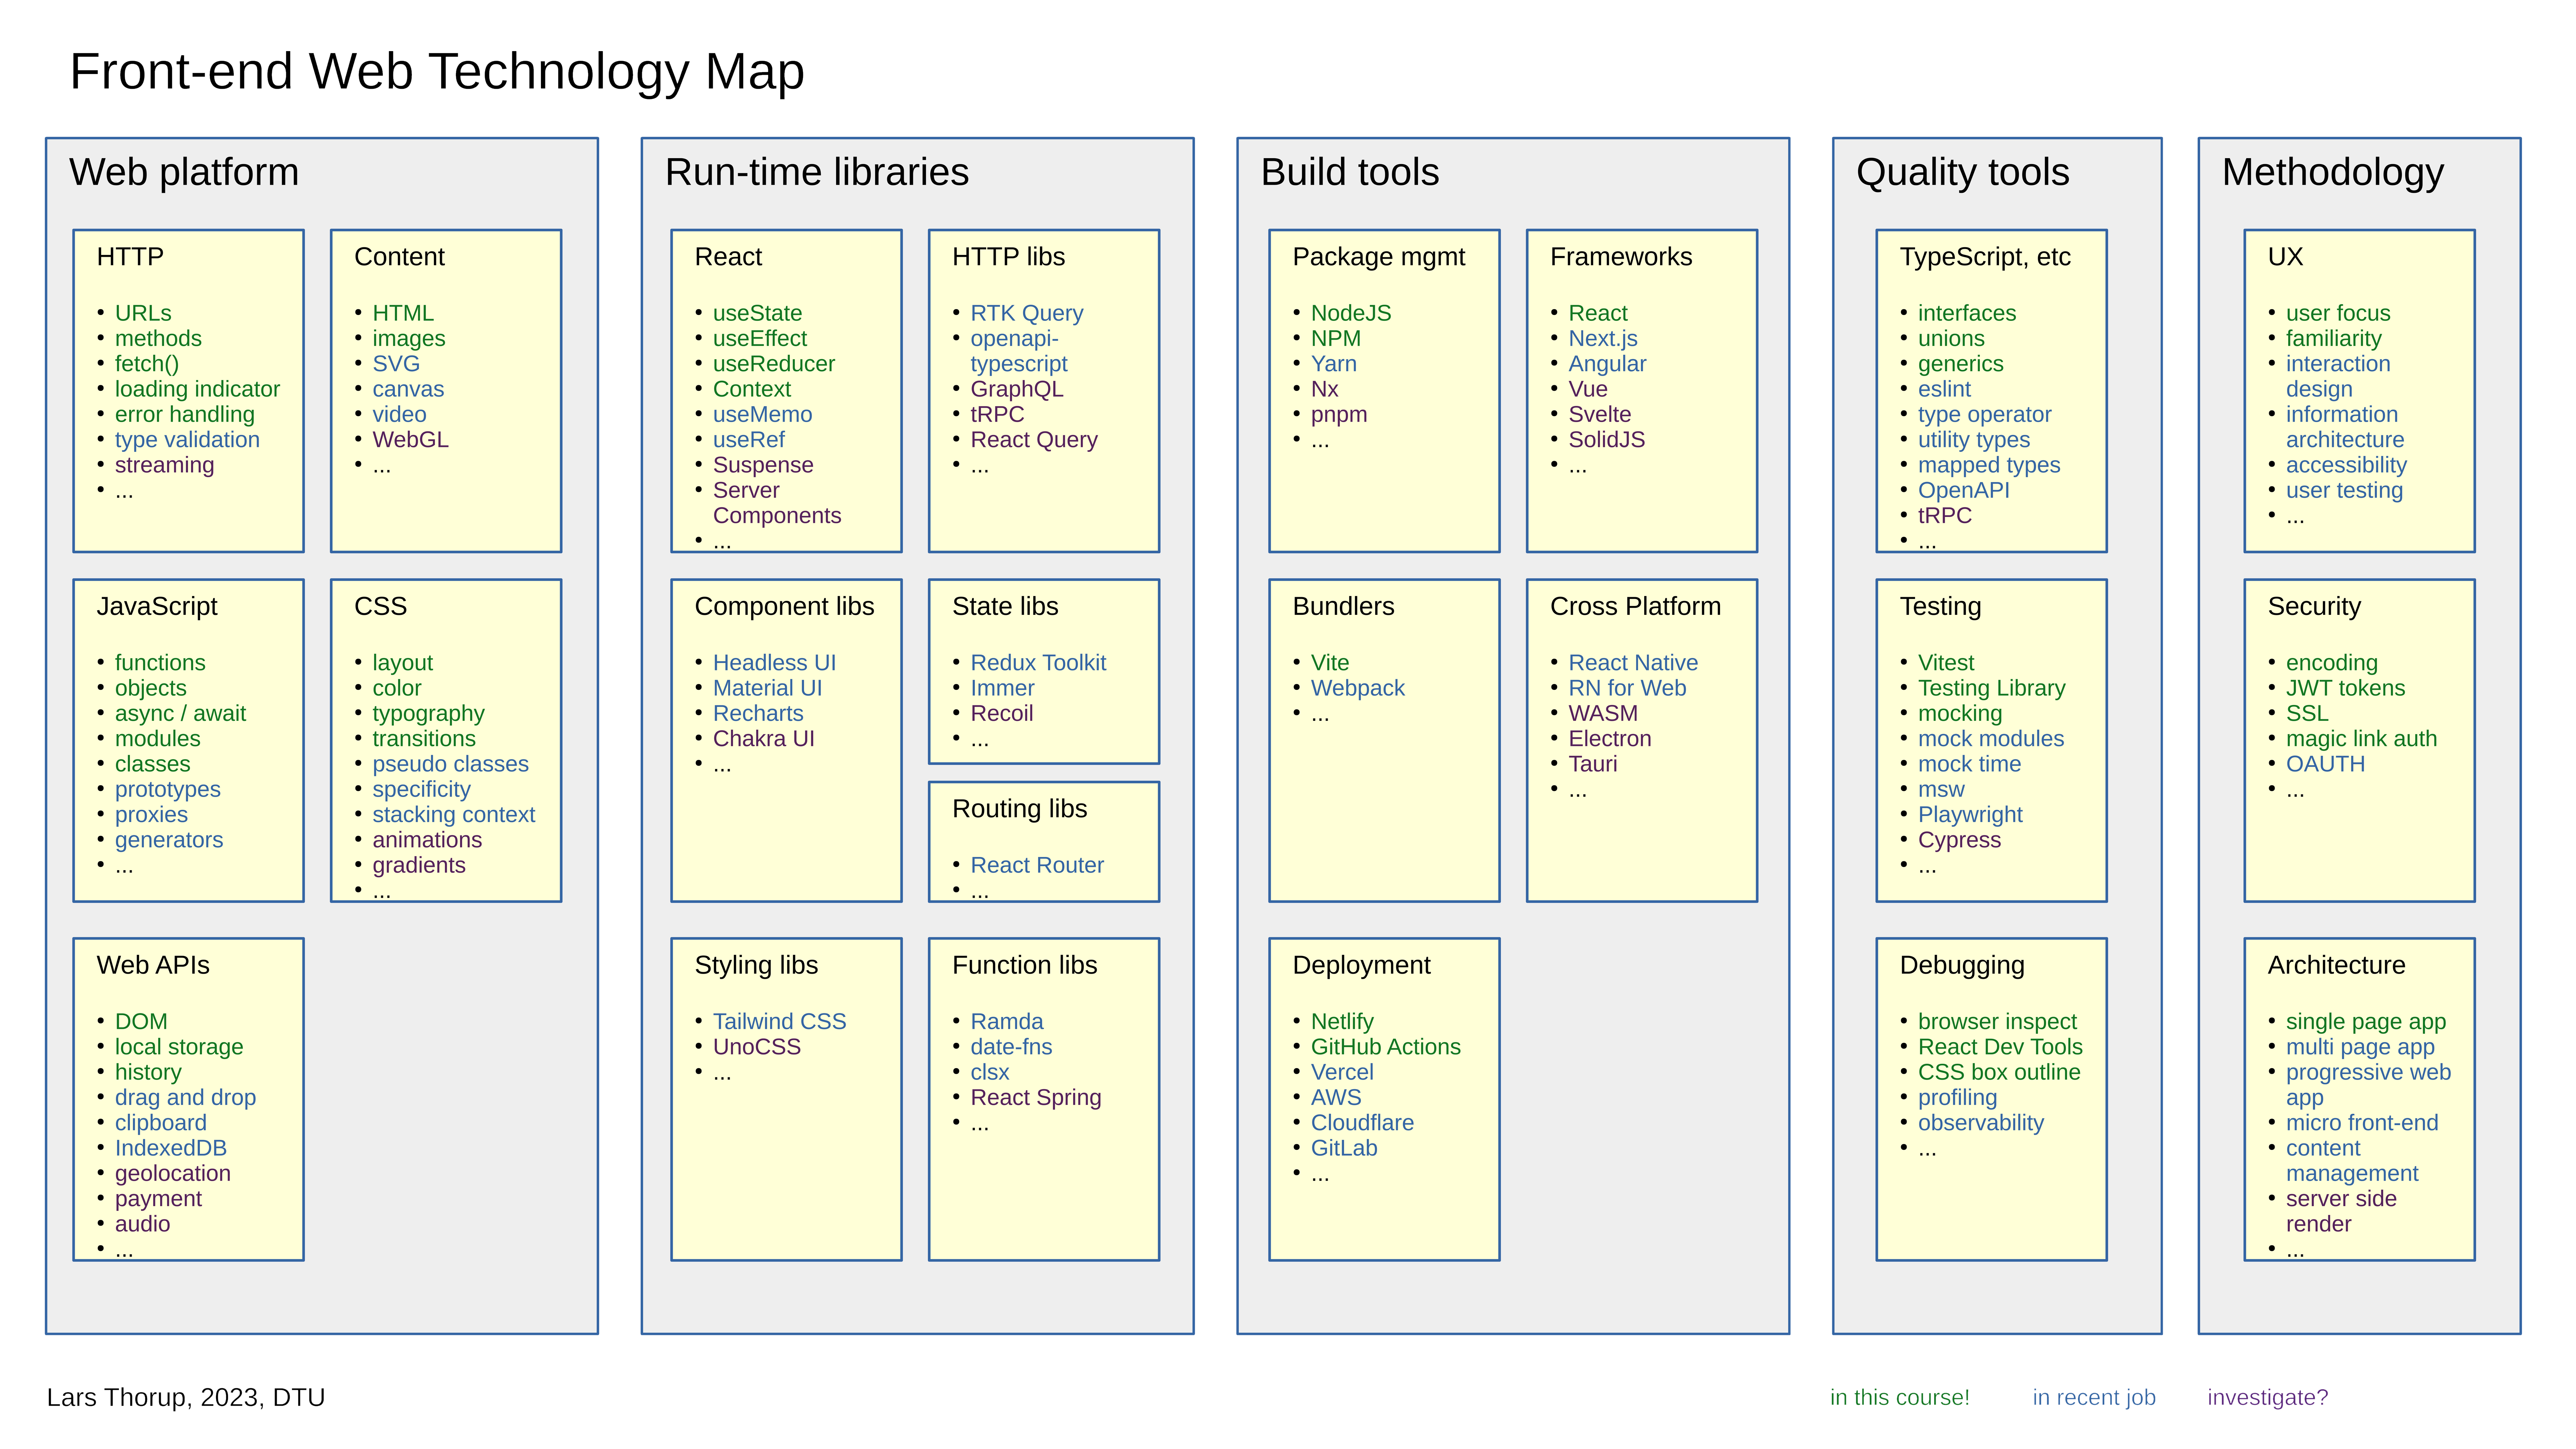 Front-end Web Technology Map
Web platform
HTTP
• URLs
• methods
• fetch()
• loading indicator
• error handling
• type validation
• streaming
• ...
Content
• HTML
• images
• SVG
• canvas
• video
• WebGL
• ...
JavaScript
• functions
• objects
• async / await
• modules
• classes
• prototypes
• proxies
• generators
• ...
CSS
• layout
• color
• typography
• transitions
• pseudo classes
• specificity
• stacking context
• animations
• gradients
• ...
Web APIs
• DOM
• local storage
• history
• drag and drop
• clipboard
• IndexedDB
• geolocation
• payment
• audio
• ...
Run-time libraries
React
• useState
• useEffect
• useReducer
• Context
• useMemo
• useRef
• Suspense
• Server
Components
• ...
HTTP libs
• RTK Query
• openapi-
typescript
• GraphQL
• tRPC
• React Query
• ...
Component libs
• Headless UI
• Material UI
• Recharts
• Chakra UI
• ...
State libs
• Redux Toolkit
• Immer
• Recoil
• ...
Routing libs
• React Router
• ...
Styling libs
• Tailwind CSS
• UnoCSS
• ...
Function libs
• Ramda
• date-fns
• clsx
• React Spring
• ...
Build tools
Package mgmt
• NodeJS
• NPM
• Yarn
• Nx
• pnpm
• ...
Frameworks
• React
• Next.js
• Angular
• Vue
• Svelte
• SolidJS
• ...
Bundlers
• Vite
• Webpack
• ...
Cross Platform
• React Native
• RN for Web
• WASM
• Electron
• Tauri
• ...
Deployment
• Netlify
• GitHub Actions
• Vercel
• AWS
• Cloudflare
• GitLab
• ...
Quality tools
TypeScript, etc
• interfaces
• unions
• generics
• eslint
• type operator
• utility types
• mapped types
• OpenAPI
• tRPC
• ...
Testing
• Vitest
• Testing Library
• mocking
• mock modules
• mock time
• msw
• Playwright
• Cypress
• ...
Debugging
• browser inspect
• React Dev Tools
• CSS box outline
• profiling
• observability
• ...
Methodology
UX
• user focus
• familiarity
• interaction
design
• information
architecture
• accessibility
• user testing
• ...
Security
• encoding
• JWT tokens
• SSL
• magic link auth
• OAUTH
• ...
Architecture
• single page app
• multi page app
• progressive web
app
• micro front-end
• content
management
• server side
render
• ...
Lars Thorup, 2023, DTU
in this course!
in recent job
investigate?